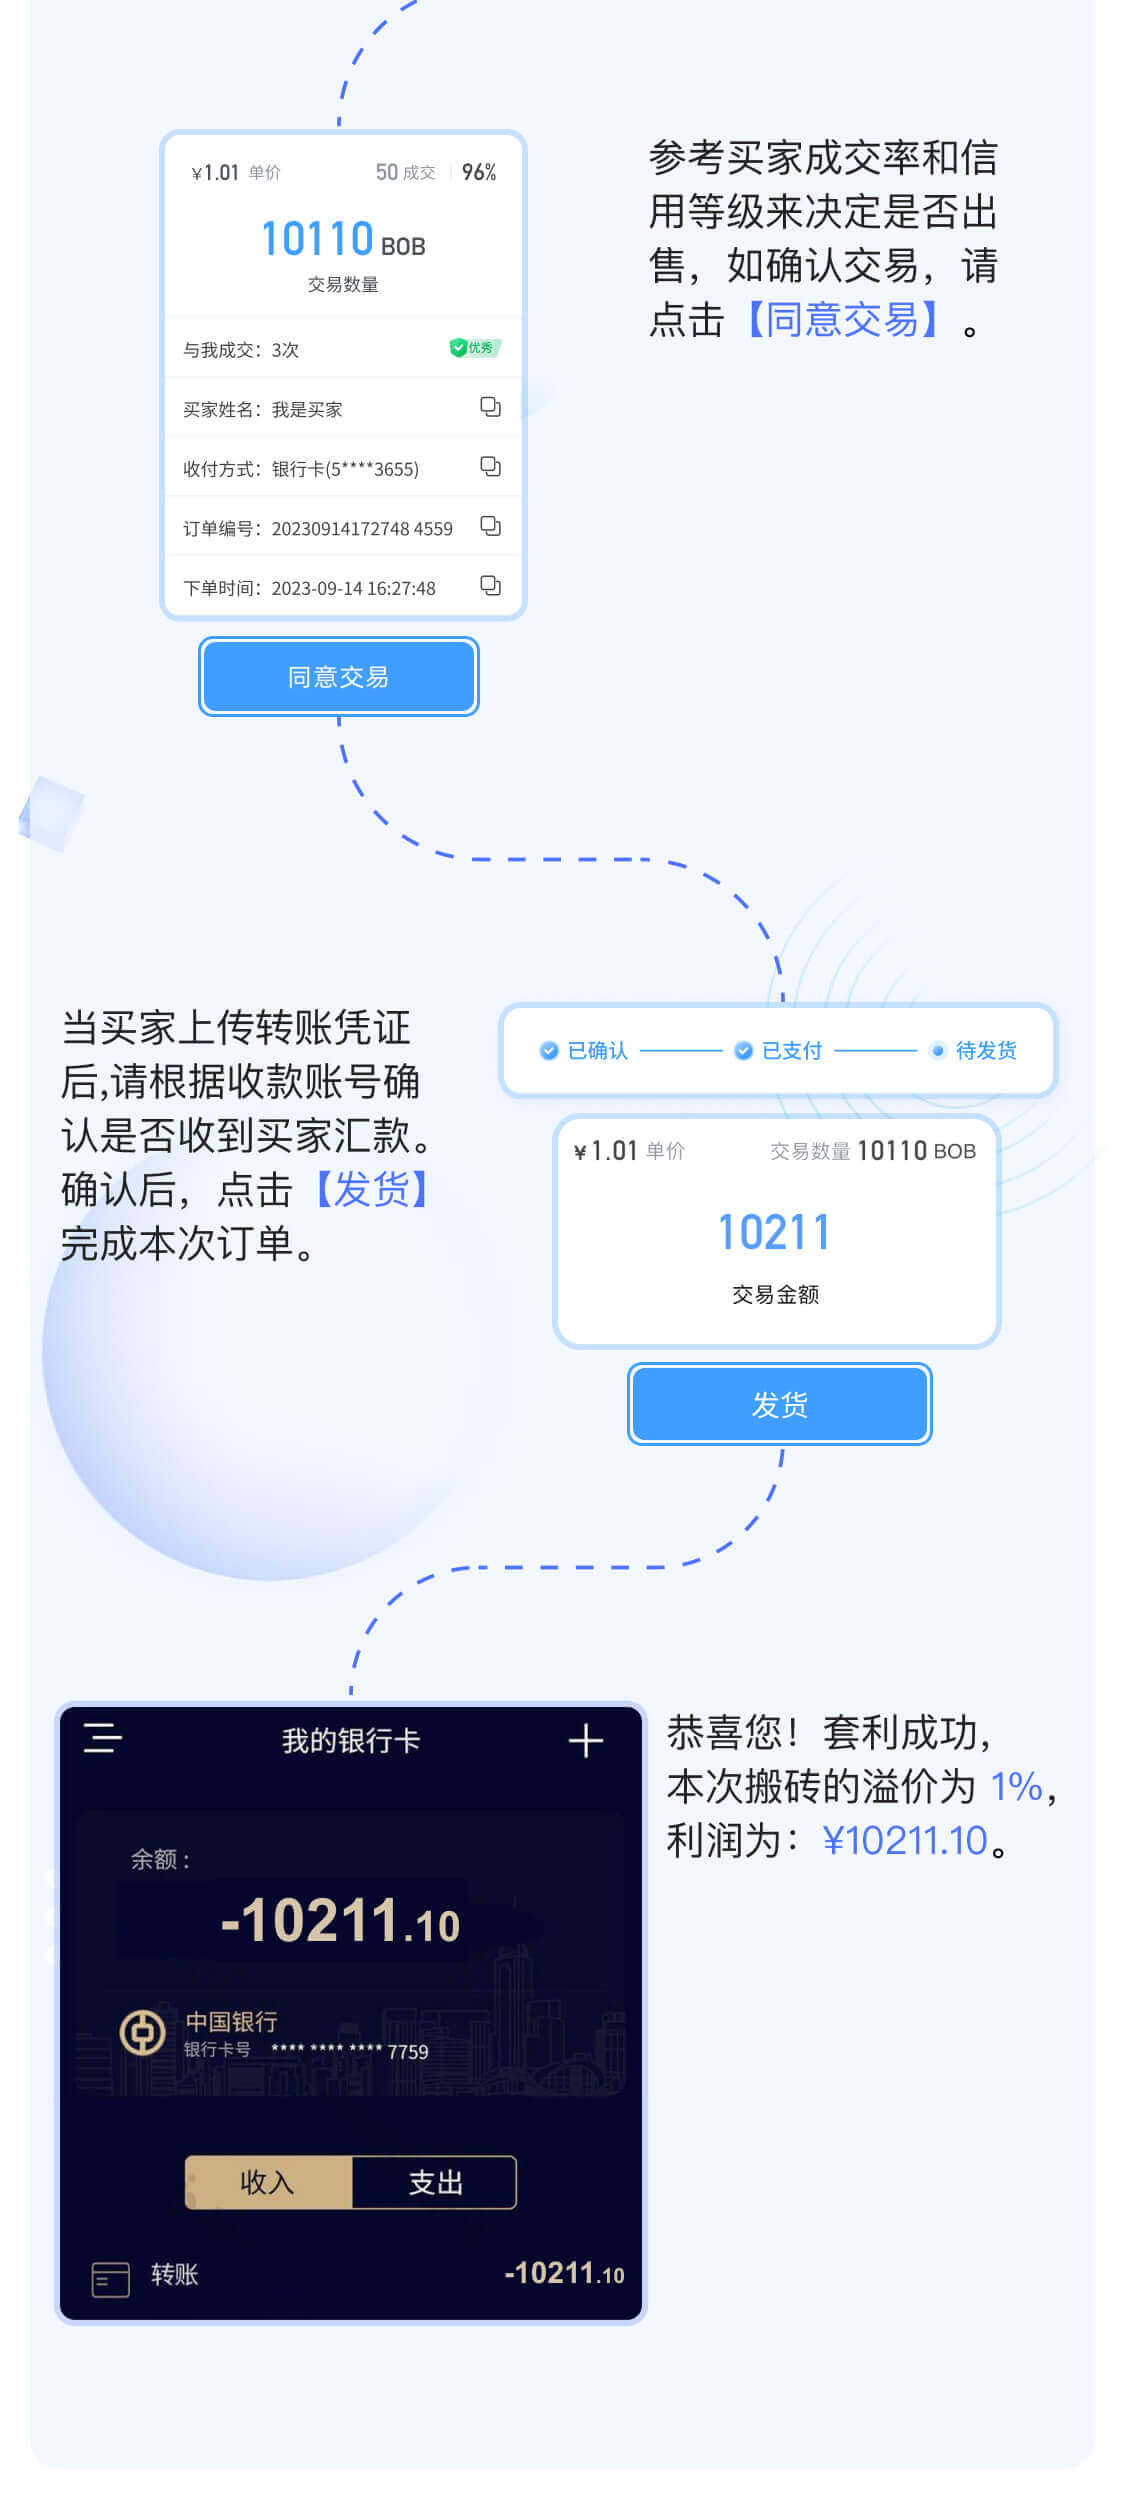 ¥1.01 单价 50 成交 96%
10110 BOB
交易数量
与我成交：3次 优秀
买家姓名：我是买家
收付方式：银行卡(5****3655)
订单编号：20230914172748 4559
下单时间：2023-09-14 16:27:48
同意交易
参考买家成交率和信
用等级来决定是否出
售，如确认交易，请
点击【同意交易】。
当买家上传转账凭证
后,请根据收款账号确
认是否收到买家汇款。
确认后，点击【发货】
完成本次订单。
已确认 已支付 待发货
¥ 1.01 单价 交易数量 10110 BOB
10211
交易金额
发货
我的银行卡
余额 :
-10211.10
中国银行
银行卡号 **** **** **** 7759
收入 支出
转账 -10211.10
恭喜您！套利成功，
本次搬砖的溢价为 1%，
利润为：¥10211.10。